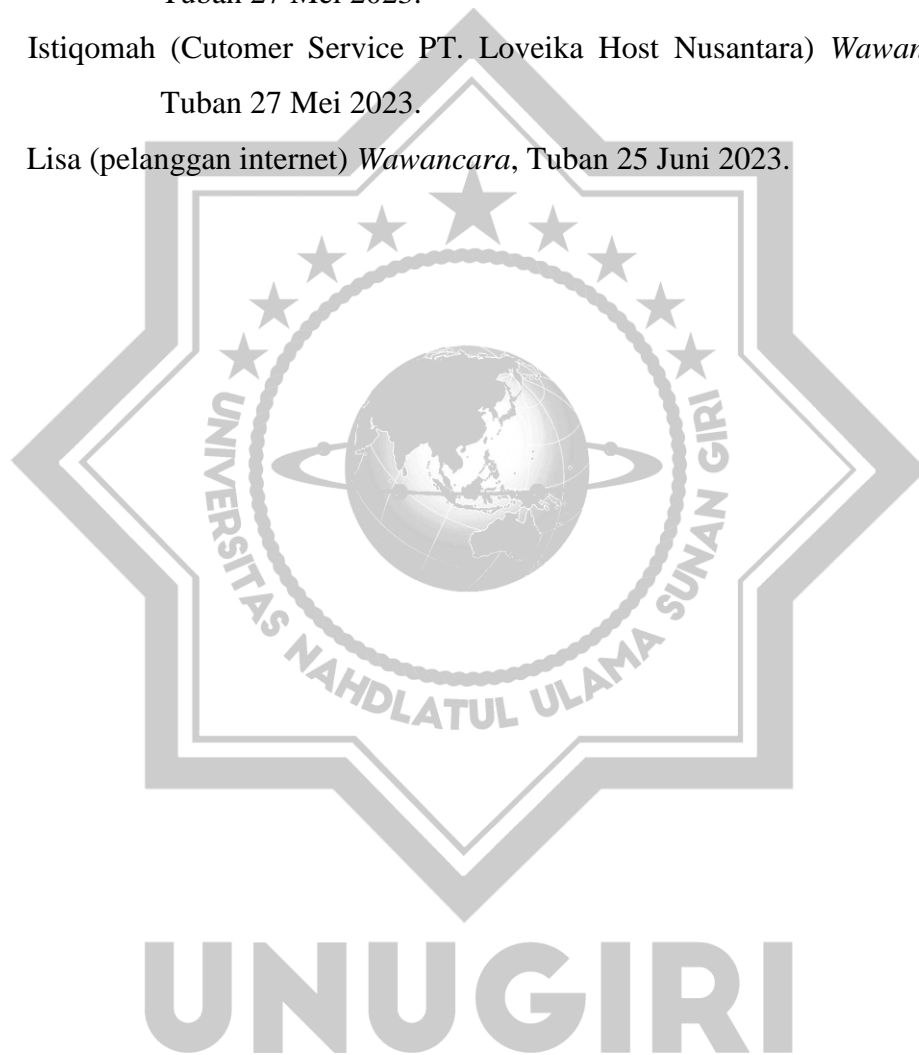 Tuban 27 Mei 2023.
Istiqomah (Cutomer Service PT. Loveika Host Nusantara) Wawan
Tuban 27 Mei 2023.
Lisa (pelanggan internet) Wawancara, Tuban 25 Juni 2023.
UNIVERSITAS NAHDLATUL ULAMA SUNAN GIRI
UNUGIRI